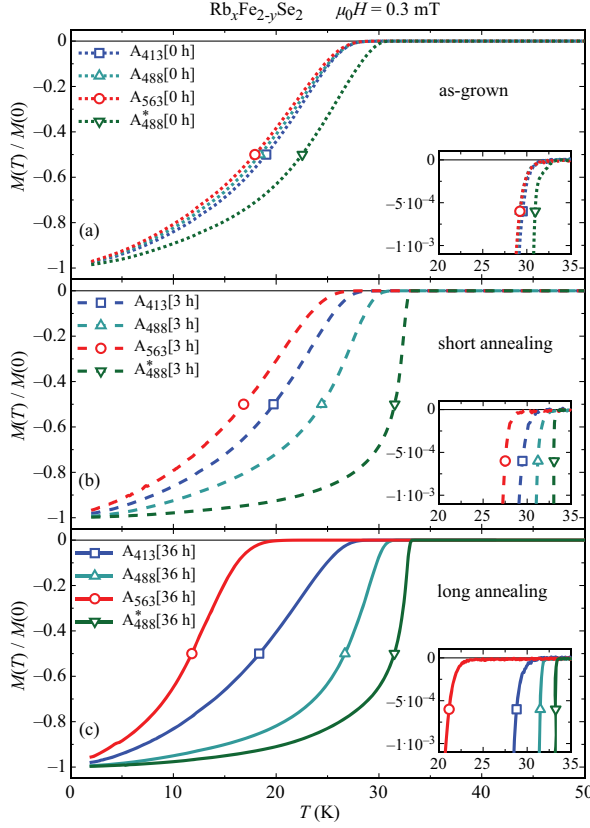 RbₓFe₂₋ySe₂ μ₀H = 0.3 mT
0
−0.2
−0.4
−0.6
−0.8
−1
M(T) / M(0)
A₄₁₃[0 h]
A₄₈₈[0 h]
A₅₆₃[0 h]
A*₄₈₈[0 h]
as-grown
(a)
0
−5·10⁻⁴
−1·10⁻³
20 25 30 35
0
−0.2
−0.4
−0.6
−0.8
−1
M(T) / M(0)
A₄₁₃[3 h]
A₄₈₈[3 h]
A₅₆₃[3 h]
A*₄₈₈[3 h]
short annealing
(b)
0
−5·10⁻⁴
−1·10⁻³
20 25 30 35
0
−0.2
−0.4
−0.6
−0.8
−1
M(T) / M(0)
A₄₁₃[36 h]
A₄₈₈[36 h]
A₅₆₃[36 h]
A*₄₈₈[36 h]
long annealing
(c)
0
−5·10⁻⁴
−1·10⁻³
20 25 30 35
0 10 20 30 40 50
T (K)